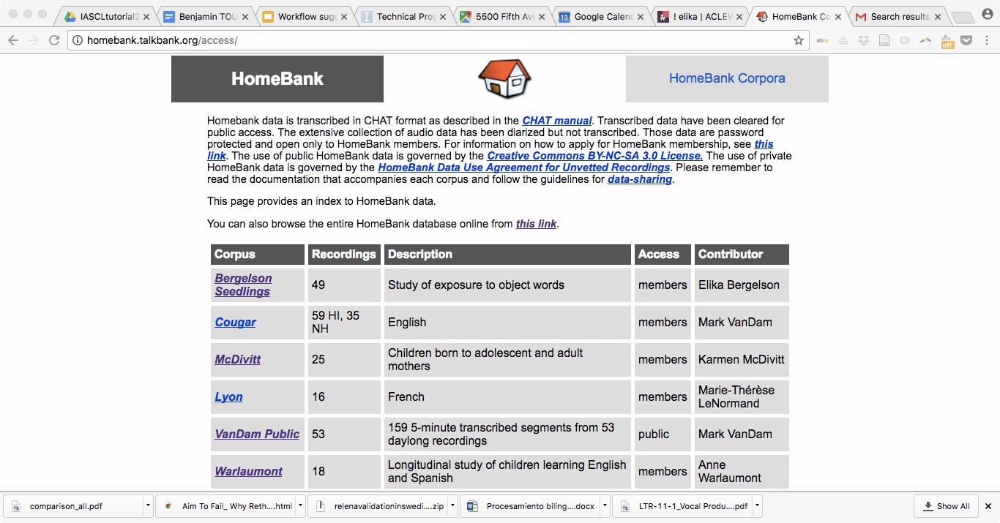 IASCLtutorial2
Benjamin TOU
Workflow sugg
Technical Prog
5500 Fifth Ave
Google Calend
! elika | ACLEW
HomeBank Co
Search results
homebank.talkbank.org/access/
ebay
off
HomeBank
HomeBank Corpora
Homebank data is transcribed in CHAT format as described in the CHAT manual. Transcribed data have been cleared for
public access. The extensive collection of audio data has been diarized but not transcribed. Those data are password
protected and open only to HomeBank members. For information on how to apply for HomeBank membership, see this
link. The use of public HomeBank data is governed by the Creative Commons BY-NC-SA 3.0 License. The use of private
HomeBank data is governed by the HomeBank Data Use Agreement for Unvetted Recordings. Please remember to
read the documentation that accompanies each corpus and follow the guidelines for data-sharing.
This page provides an index to HomeBank data.
You can also browse the entire HomeBank database online from this link.
Corpus Recordings Description Access Contributor
Bergelson
Seedlings
49
Study of exposure to object words
members
Elika Bergelson
Cougar
59 HI, 35
NH
English
members
Mark VanDam
McDivitt
25
Children born to adolescent and adult
mothers
members
Karmen McDivitt
Lyon
16
French
members
Marie-Thérèse
LeNormand
VanDam Public
53
159 5-minute transcribed segments from 53
daylong recordings
public
Mark VanDam
Warlaumont
18
Longitudinal study of children learning English
and Spanish
members
Anne
Warlaumont
comparison_all.pdf
Aim To Fail_ Why Reth....html
relenavalidationinswedi....zip
Procesamiento biling....docx
LTR-11-1_Vocal Produ....pdf
Show All